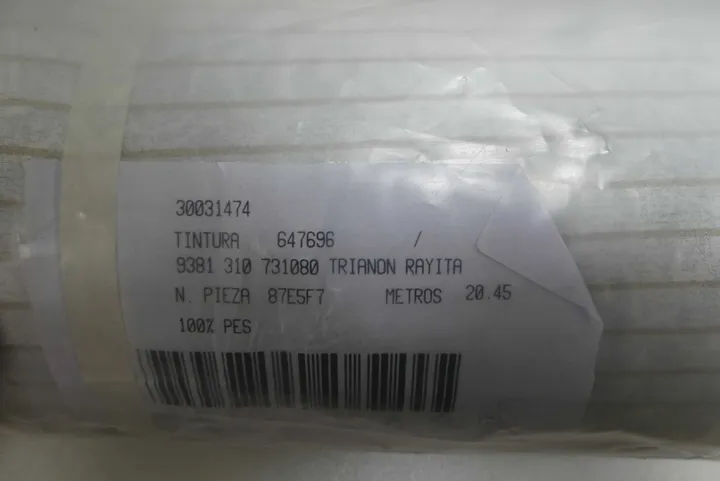 30031474
TINTURA 647696 /
9381 310 731080 TRIANON RAYITA
N. PIEZA 87E5F7 METROS 20.45
100% PES